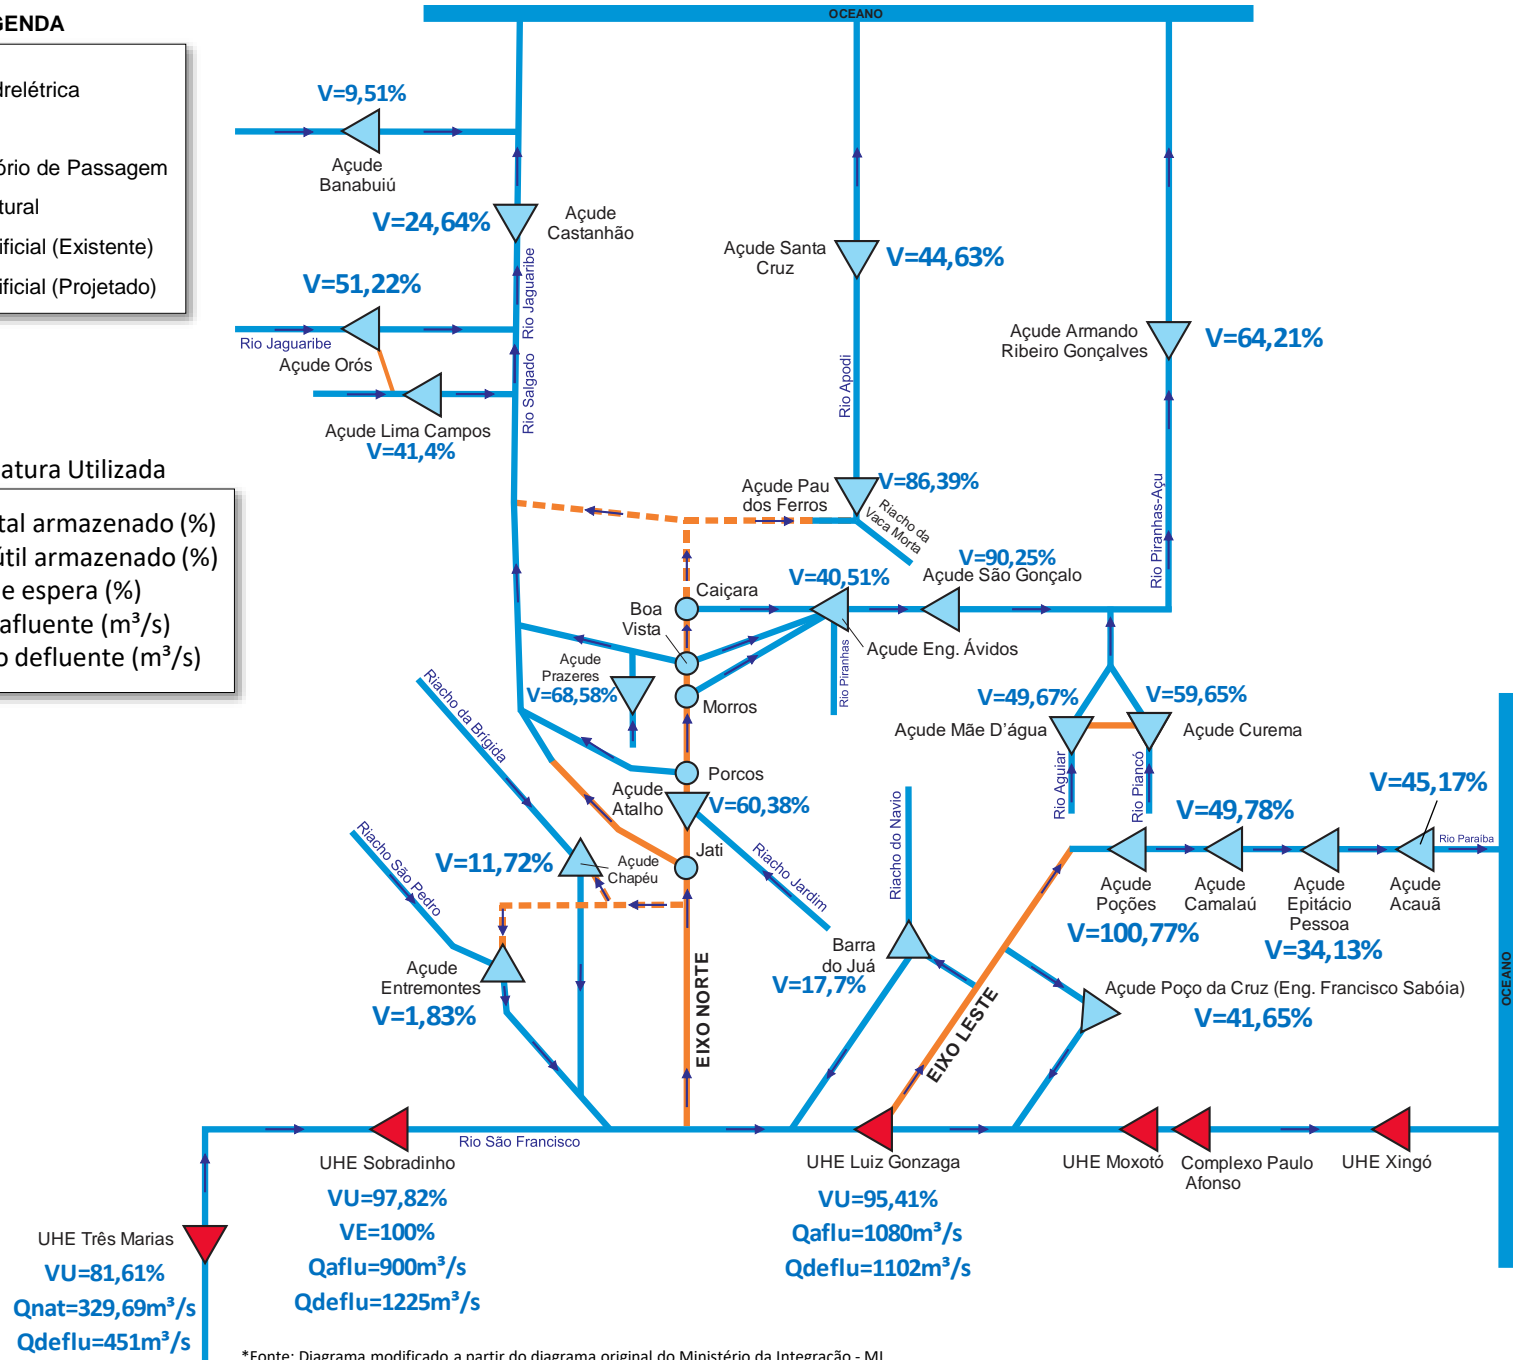 OCEANO
GENDA
drelétrica
ório de Passagem
tural
ificial (Existente)
ificial (Projetado)
V=9,51%
Açude
Banabuiú
V=24,64%
Açude
Castanhão
Rio Jaguaribe
V=51,22%
Rio Jaguaribe
Açude Orós
Rio Salgado
Açude Lima Campos
V=41,4%
Açude Santa
Cruz
V=44,63%
Rio Apodi
Açude Armando
Ribeiro Gonçalves
V=64,21%
Rio Piranhas-Açu
atura Utilizada
tal armazenado (%)
útil armazenado (%)
e espera (%)
afluente (m³/s)
o defluente (m³/s)
Açude Pau
dos Ferros
V=86,39%
Riacho da
Vaca Morta
V=90,25%
Açude São Gonçalo
V=40,51%
Caiçara
Boa
Vista
Açude Eng. Ávidos
Rio Piranhas
Açude
Prazeres
V=68,58%
Morros
Porcos
Açude
Atalho
V=60,38%
Jati
Riacho Jardim
Riacho da Brígida
Riacho São Pedro
V=11,72%
Açude
Chapéu
Açude
Entremontes
V=1,83%
EIXO NORTE
V=49,67%
Açude Mãe D'água
Rio Aguiar
V=59,65%
Açude Curema
Rio Piancó
V=45,17%
V=49,78%
Rio Paraíba
Açude
Poções
V=100,77%
Açude
Camalaú
Açude
Epitácio
Pessoa
V=34,13%
Açude
Acauã
Riacho do Navio
Barra
do Juá
V=17,7%
EIXO LESTE
Açude Poço da Cruz (Eng. Francisco Sabóia)
V=41,65%
OCEANO
Rio São Francisco
UHE Sobradinho
VU=97,82%
VE=100%
Qaflu=900m³/s
Qdeflu=1225m³/s
UHE Luiz Gonzaga
VU=95,41%
Qaflu=1080m³/s
Qdeflu=1102m³/s
UHE Moxotó
Complexo Paulo
Afonso
UHE Xingó
UHE Três Marias
VU=81,61%
Qnat=329,69m³/s
Qdeflu=451m³/s
*Fonte: Diagrama modificado a partir do diagrama original do Ministério da Integração - MI